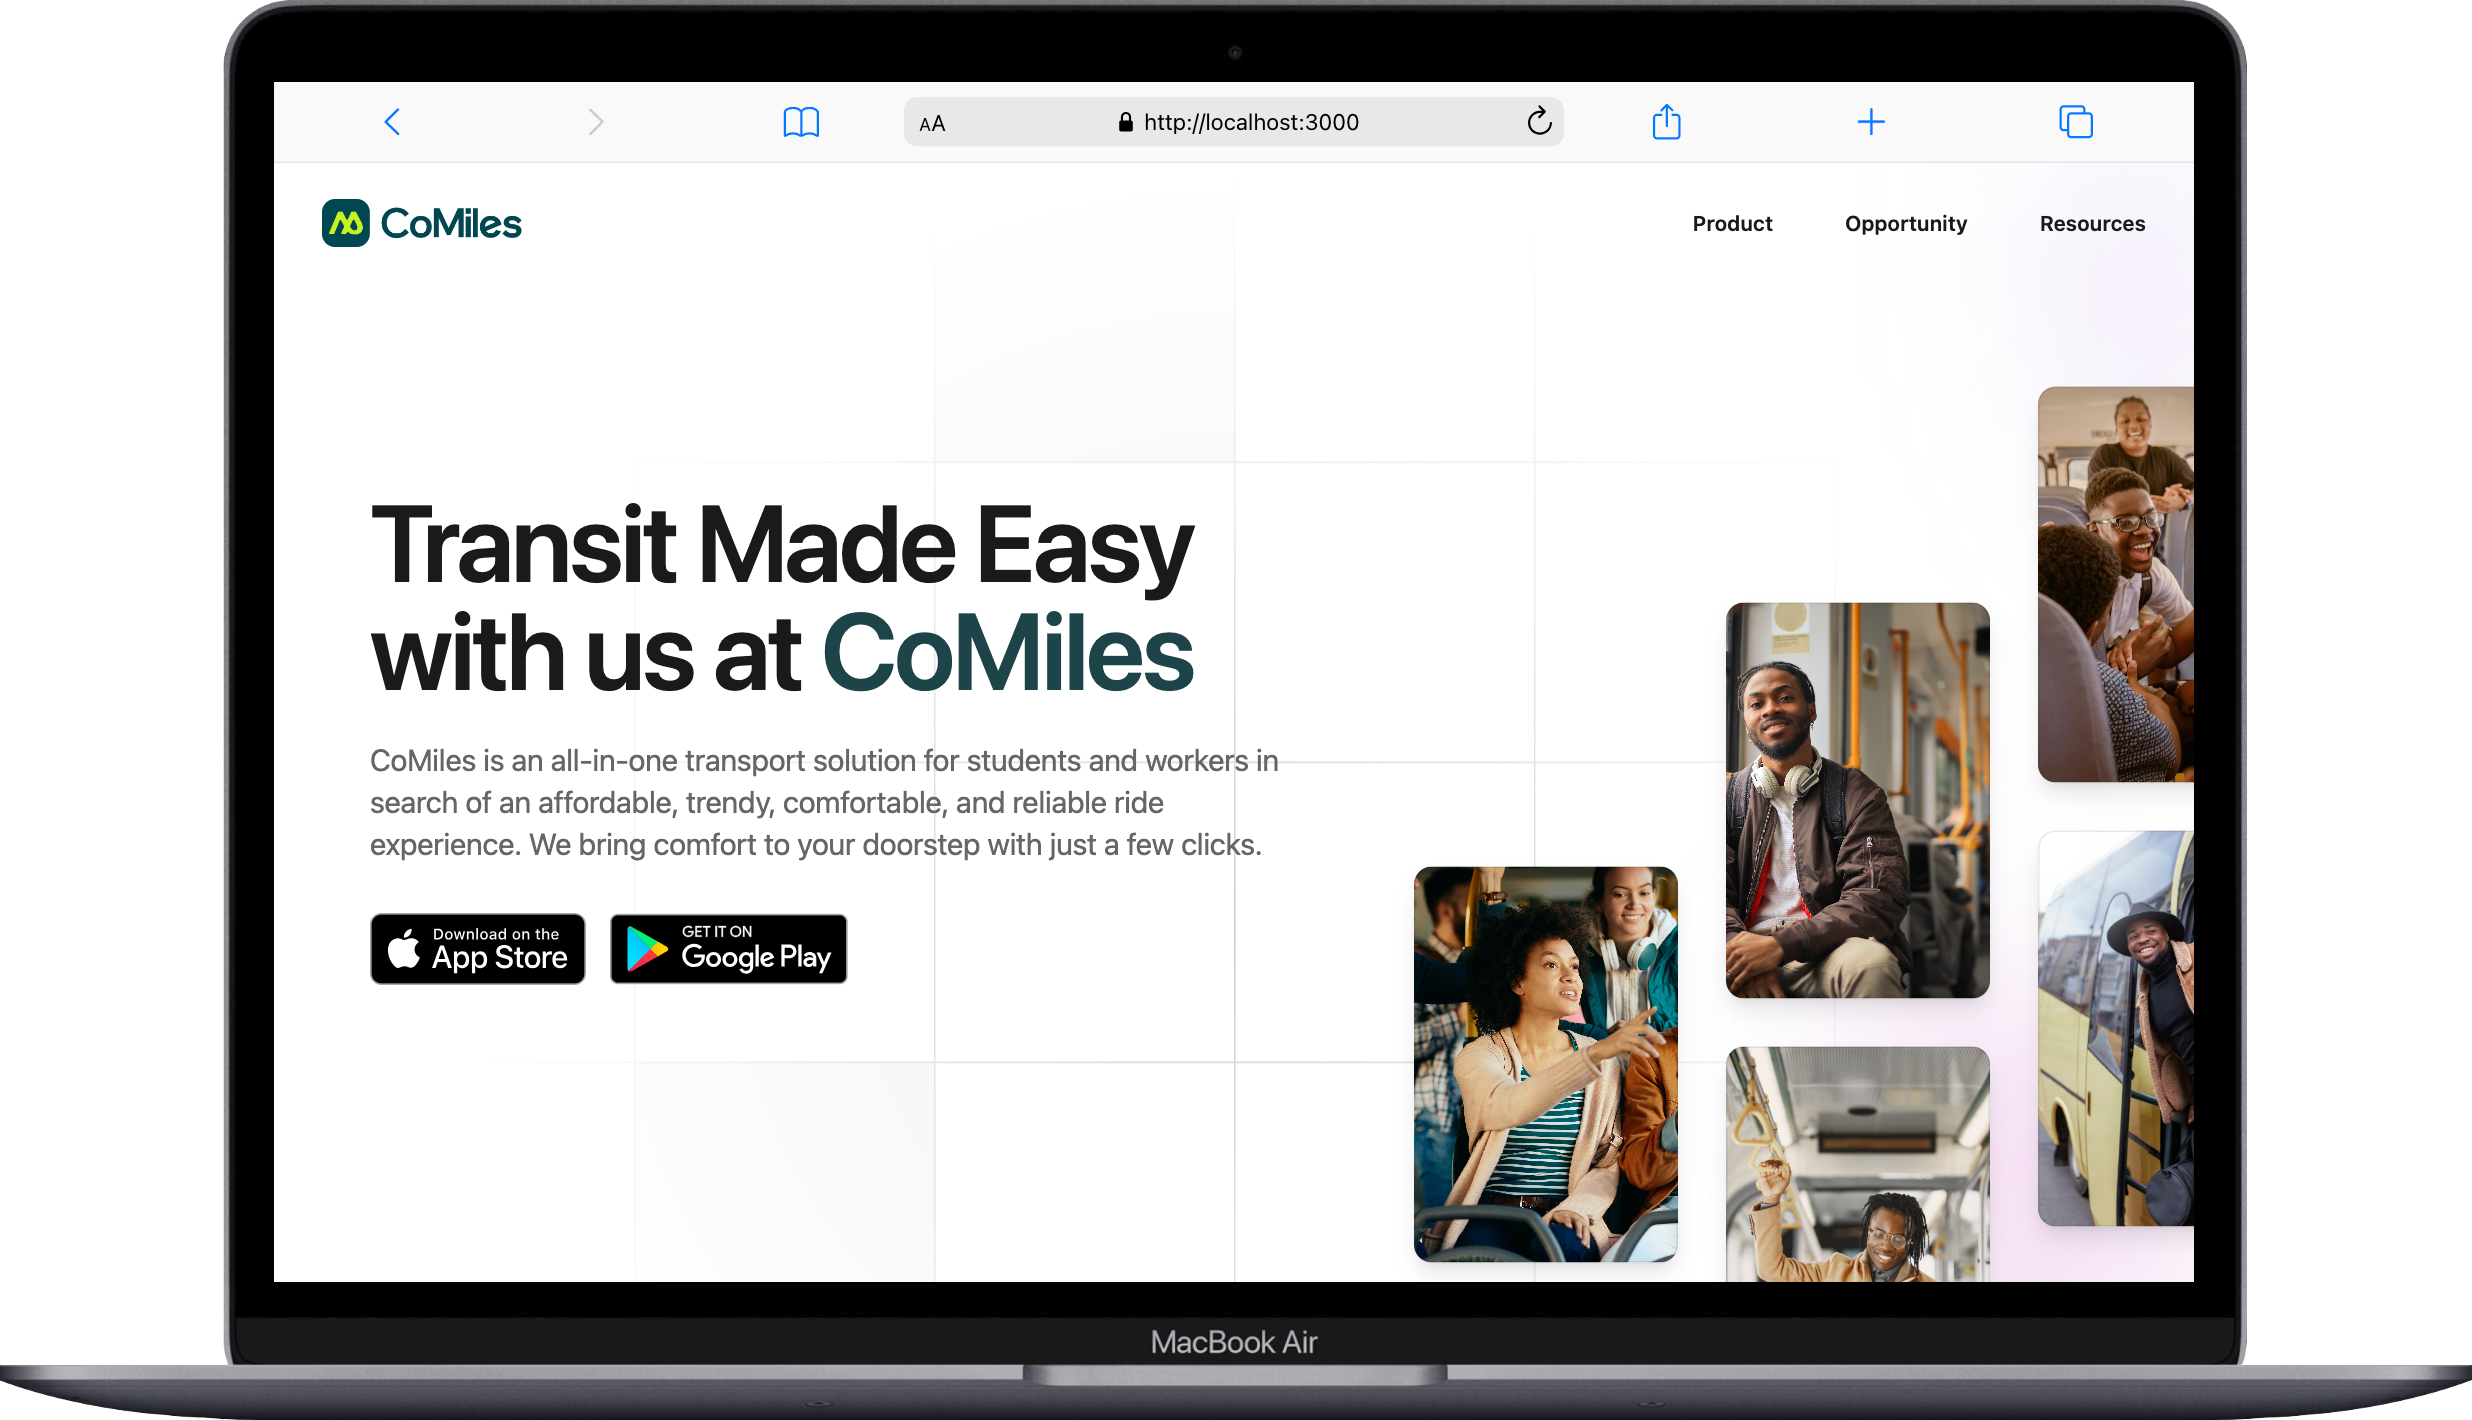 AA
http://localhost:3000
CoMiles
Product
Opportunity
Resources
Transit Made Easy
with us at CoMiles
CoMiles is an all-in-one transport solution for students and workers in
search of an affordable, trendy, comfortable, and reliable ride
experience. We bring comfort to your doorstep with just a few clicks.
Download on the
App Store
GET IT ON
Google Play
MacBook Air